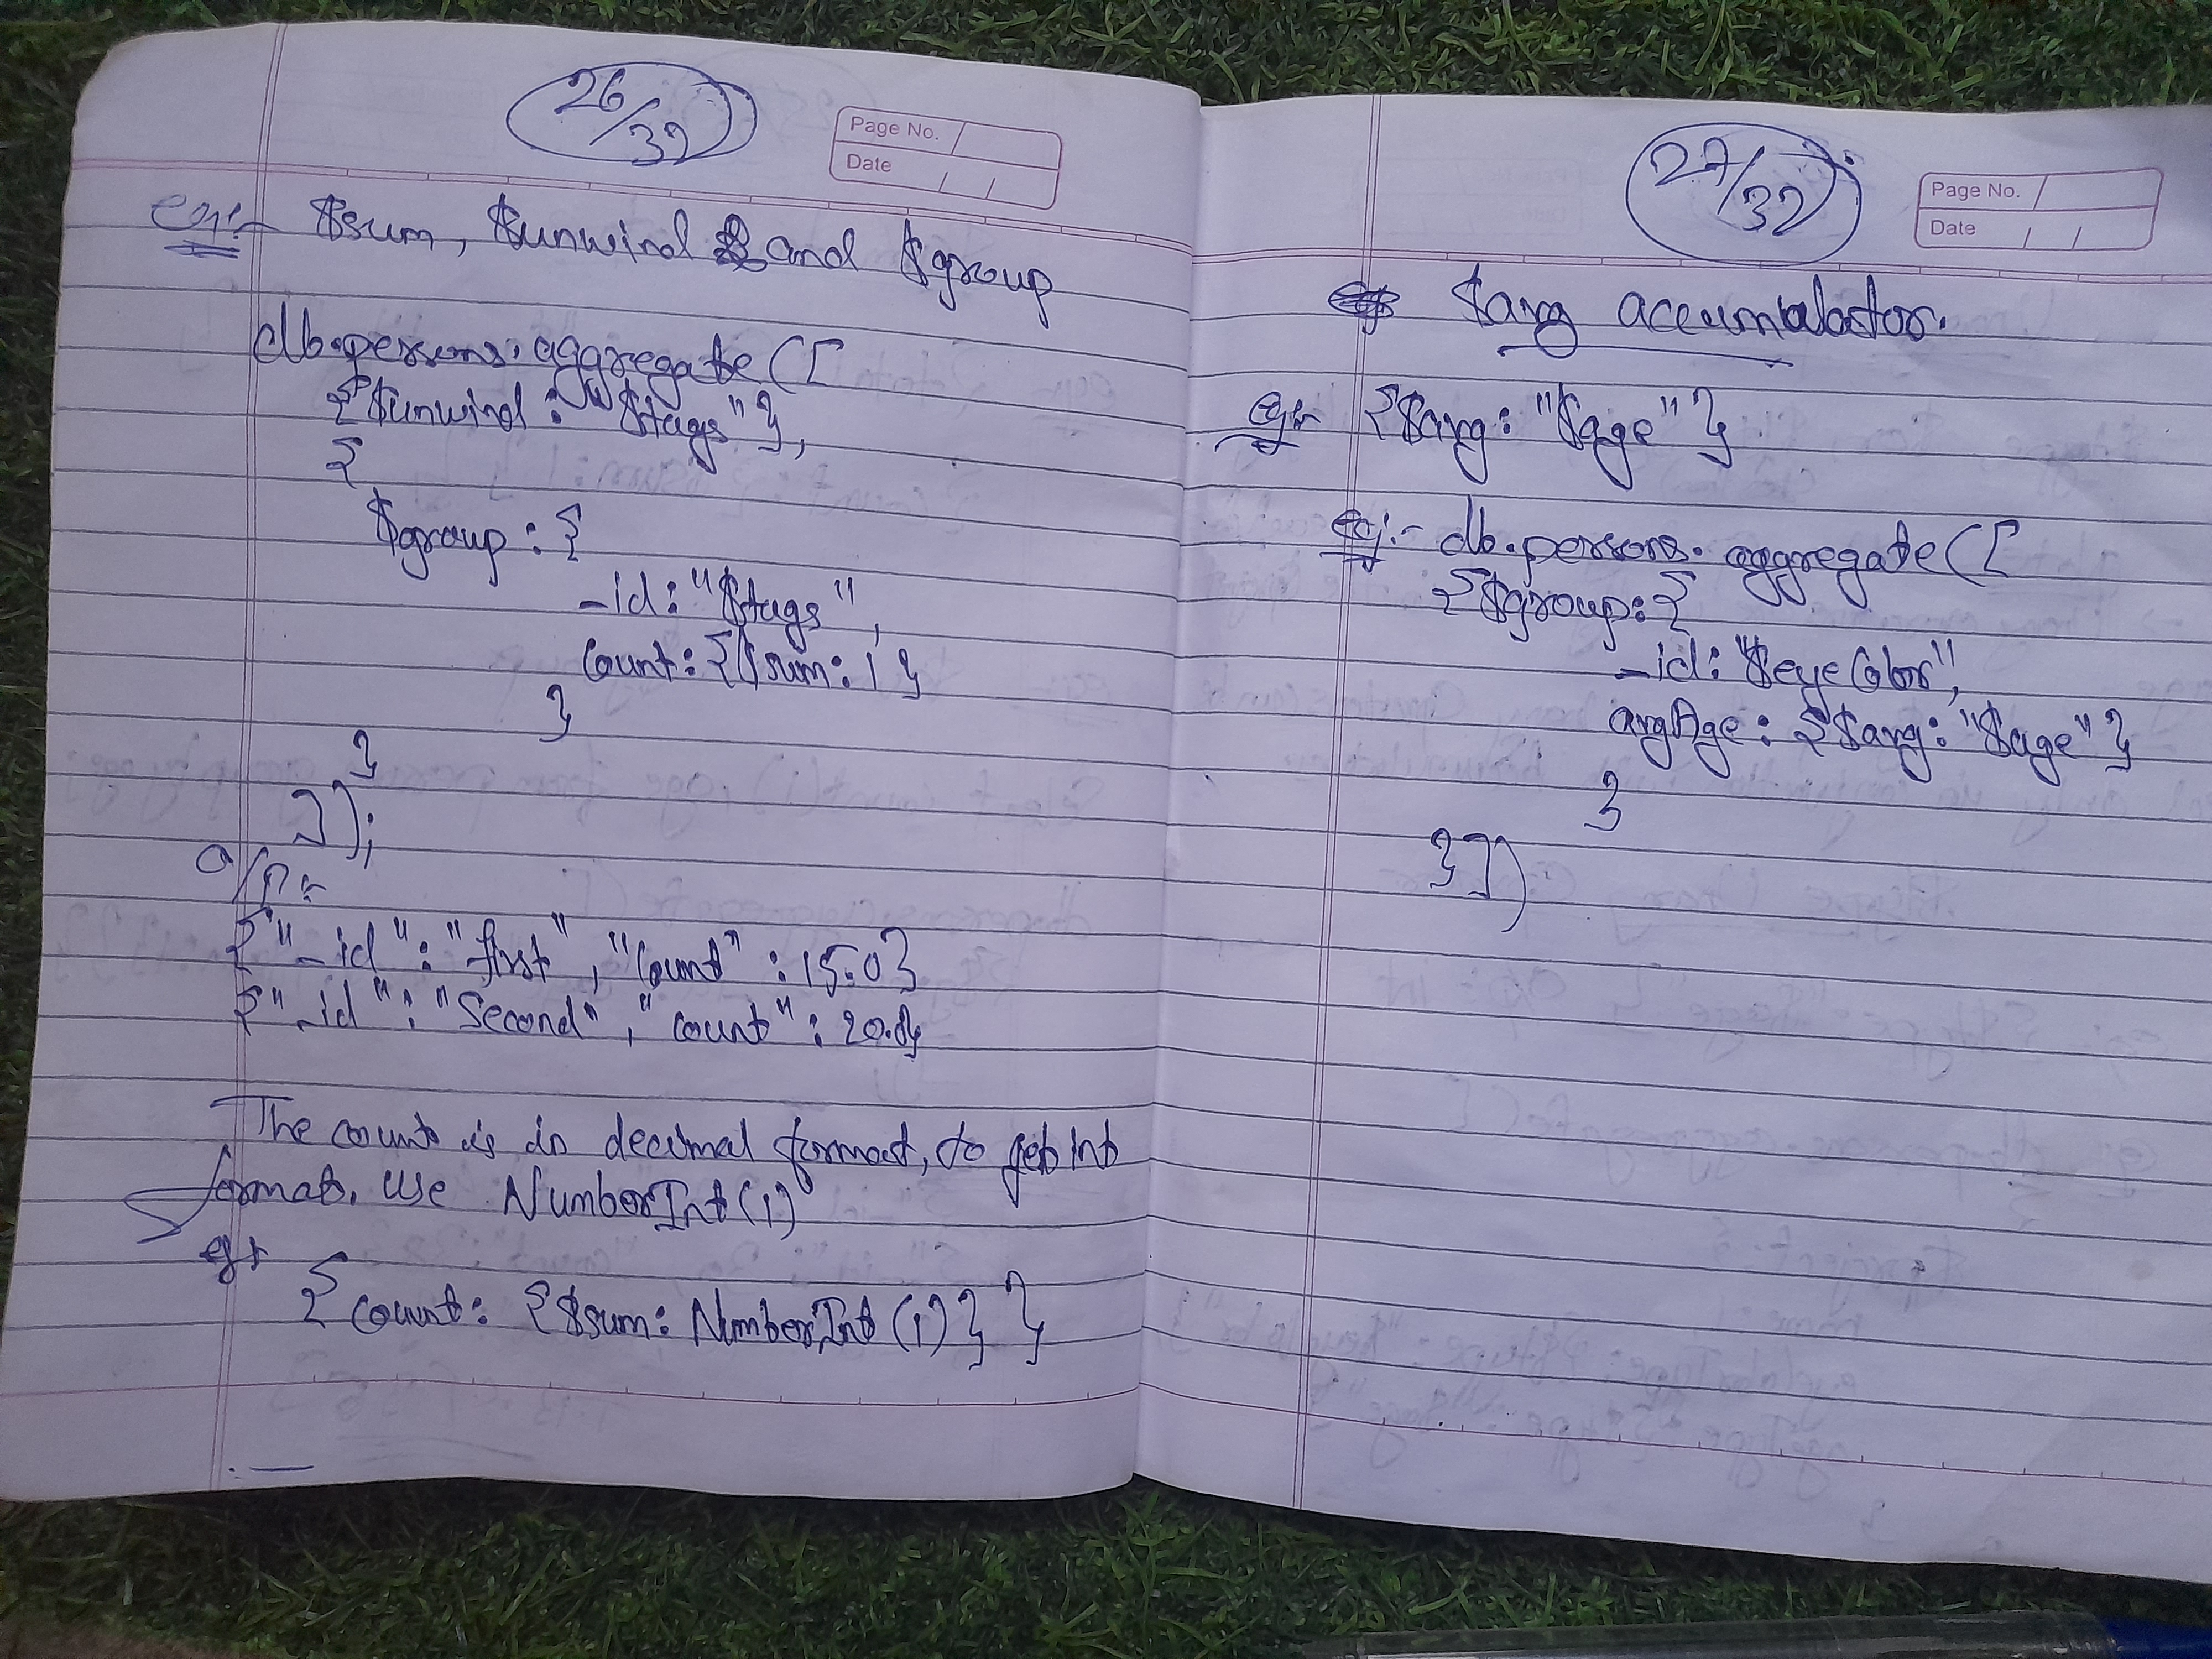 26/32
Page No.
Date / /
eg:- $sum, $unwind and $group
db.persons.aggregate([
{$unwind: "$tags"},
{
$group: {
_id: "$tags"
Count: {$sum: 1}
}
}
]);
O/P:-
{"_id": "first", "Count": 15.0}
{"_id": "Second", "count": 20.0}
The count is in decimal format, to get int
format, use NumberInt(1)
eg:- { Count: {$sum: NumberInt(1)} }
27/32
Page No. /
Date / /
$avg accumulator.
eg:- {$avg: "$age"}
eg:- db.persons.aggregate([
{$group: {
_id: "$eyeColor",
avgAge: {$avg: "$age"}
}
}])